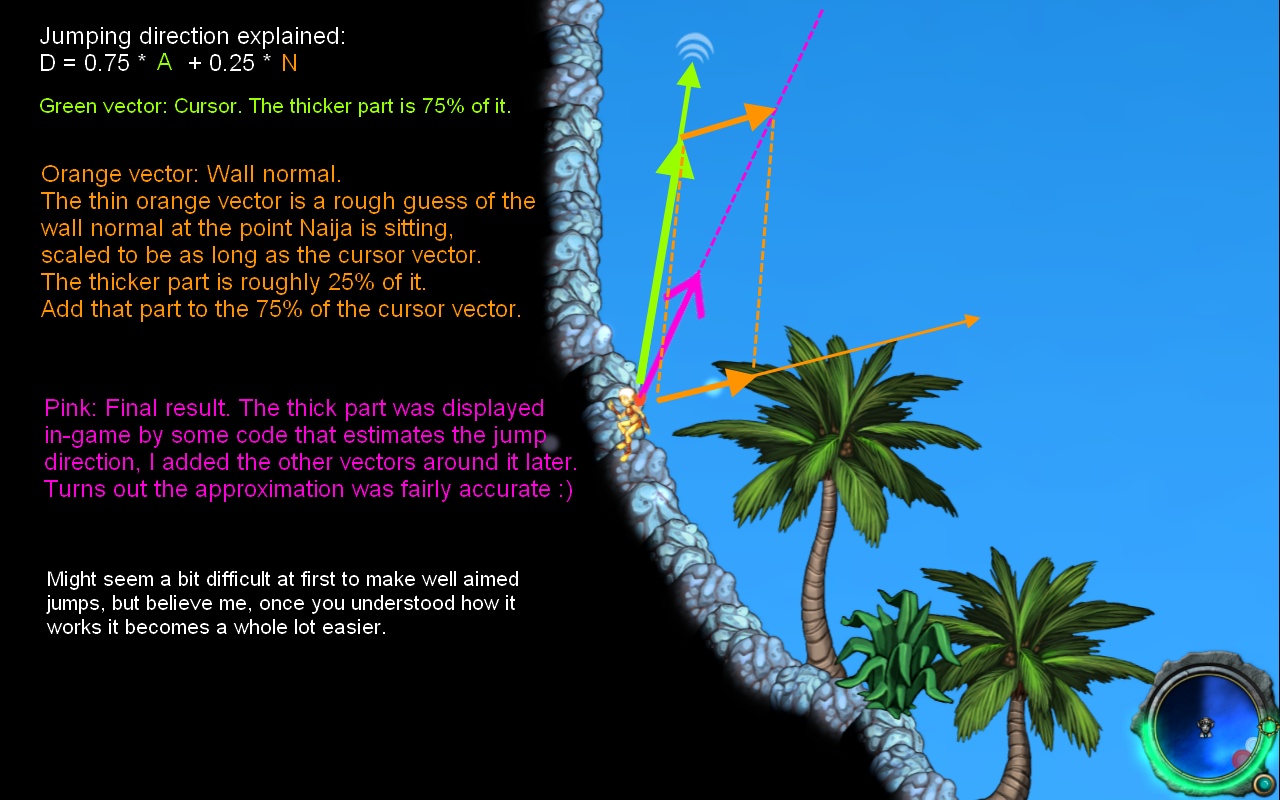 Jumping direction explained:
D = 0.75 * A + 0.25 * N
Green vector: Cursor. The thicker part is 75% of it.
Orange vector: Wall normal.
The thin orange vector is a rough guess of the
wall normal at the point Naija is sitting,
scaled to be as long as the cursor vector.
The thicker part is roughly 25% of it.
Add that part to the 75% of the cursor vector.
Pink: Final result. The thick part was displayed
in-game by some code that estimates the jump
direction, I added the other vectors around it later.
Turns out the approximation was fairly accurate :)
Might seem a bit difficult at first to make well aimed
jumps, but believe me, once you understood how it
works it becomes a whole lot easier.